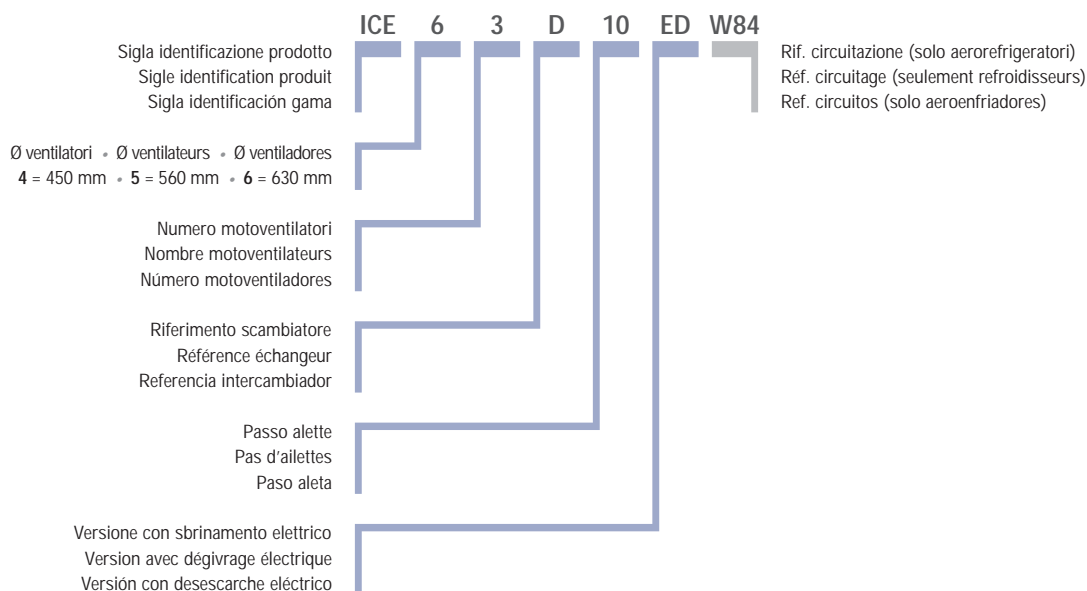 ICE 6 3 D 10 ED W84
Sigla identificazione prodotto
Sigle identification produit
Sigla identificación gama
Rif. circuitazione (solo aerorefrigeratori)
Réf. circuitage (seulement refroidisseurs)
Ref. circuitos (solo aeroenfriadores)
Ø ventilatori • Ø ventilateurs • Ø ventiladores
4 = 450 mm • 5 = 560 mm • 6 = 630 mm
Numero motoventilatori
Nombre motoventilateurs
Número motoventiladores
Riferimento scambiatore
Référence échangeur
Referencia intercambiador
Passo alette
Pas d'ailettes
Paso aleta
Versione con sbrinamento elettrico
Version avec dégivrage électrique
Versión con desescarche eléctrico